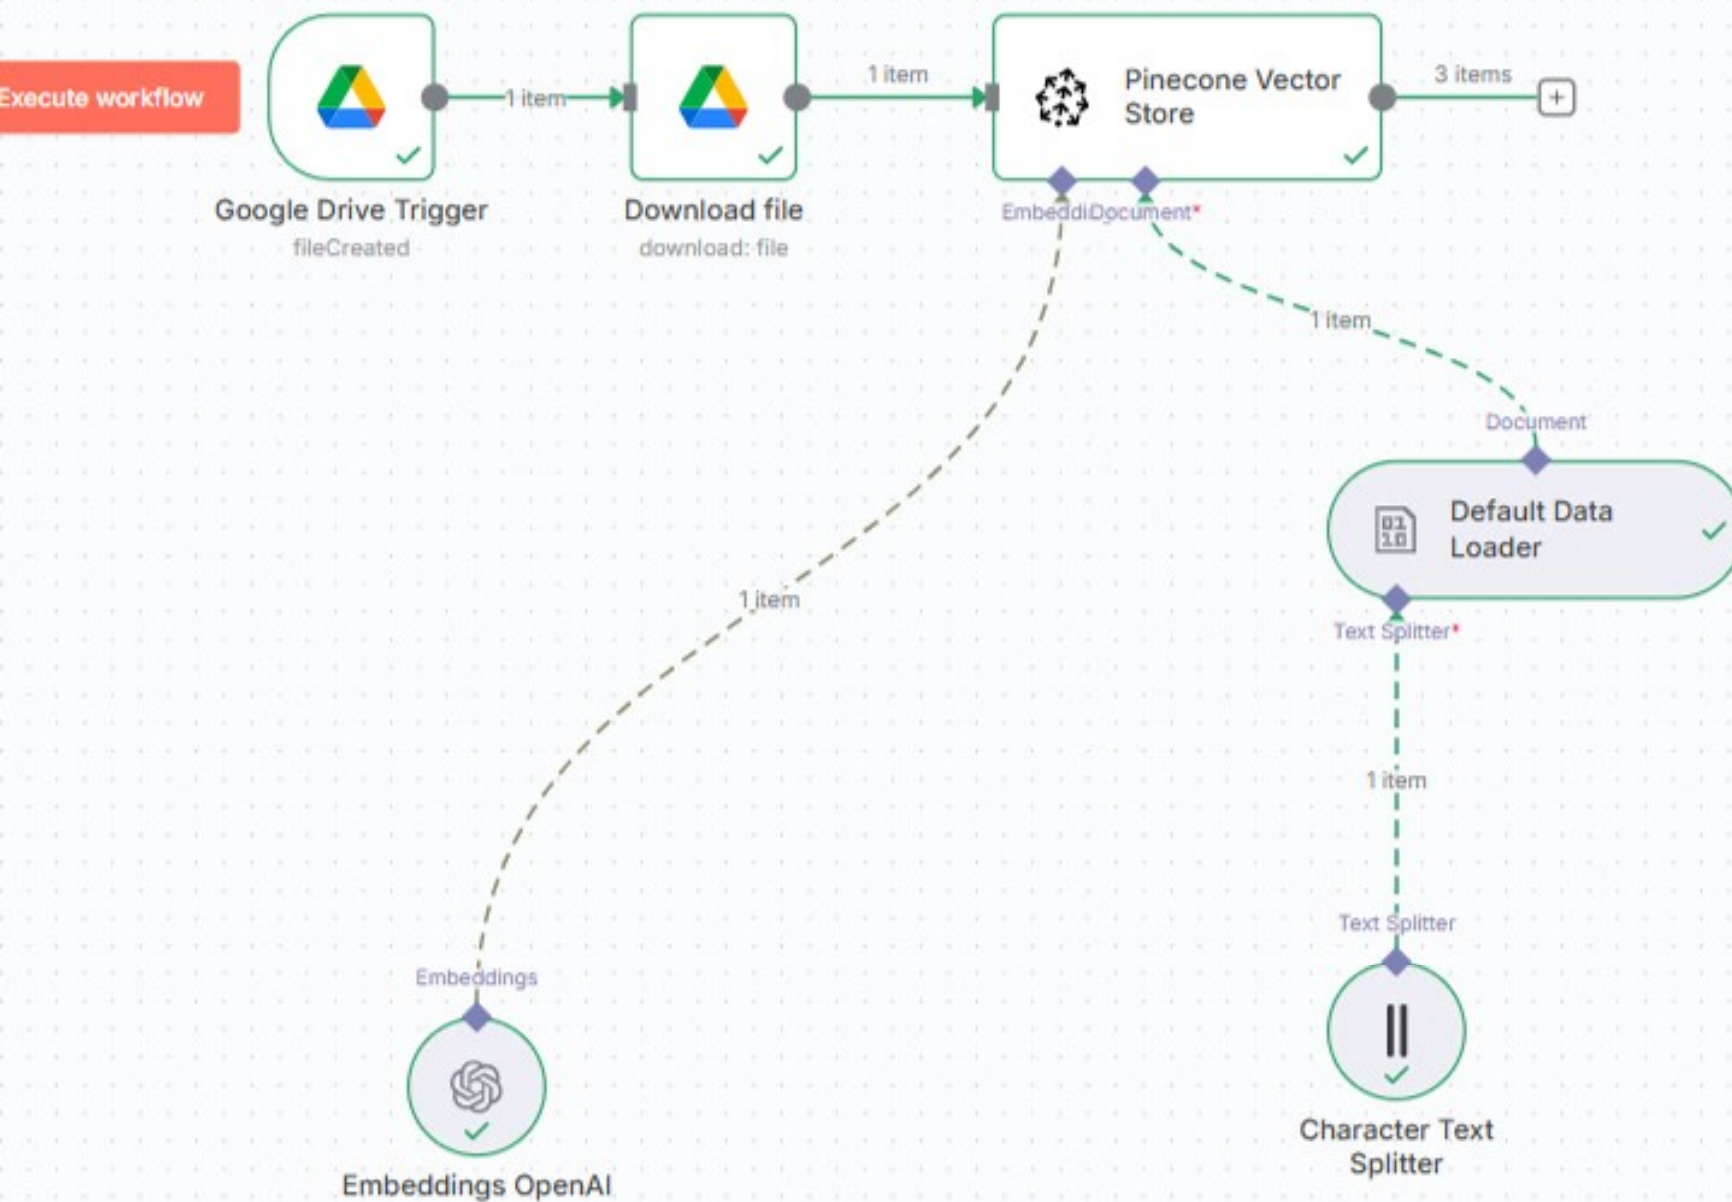 Execute workflow
1 item
1 item
Pinecone Vector
Store
3 items
Google Drive Trigger
fileCreated
Download file
download: file
EmbeddiDocument*
1 item
Document
01
10
Default Data
Loader
1 item
Text Splitter*
1 item
Text Splitter
Embeddings
Character Text
Splitter
Embeddings OpenAI